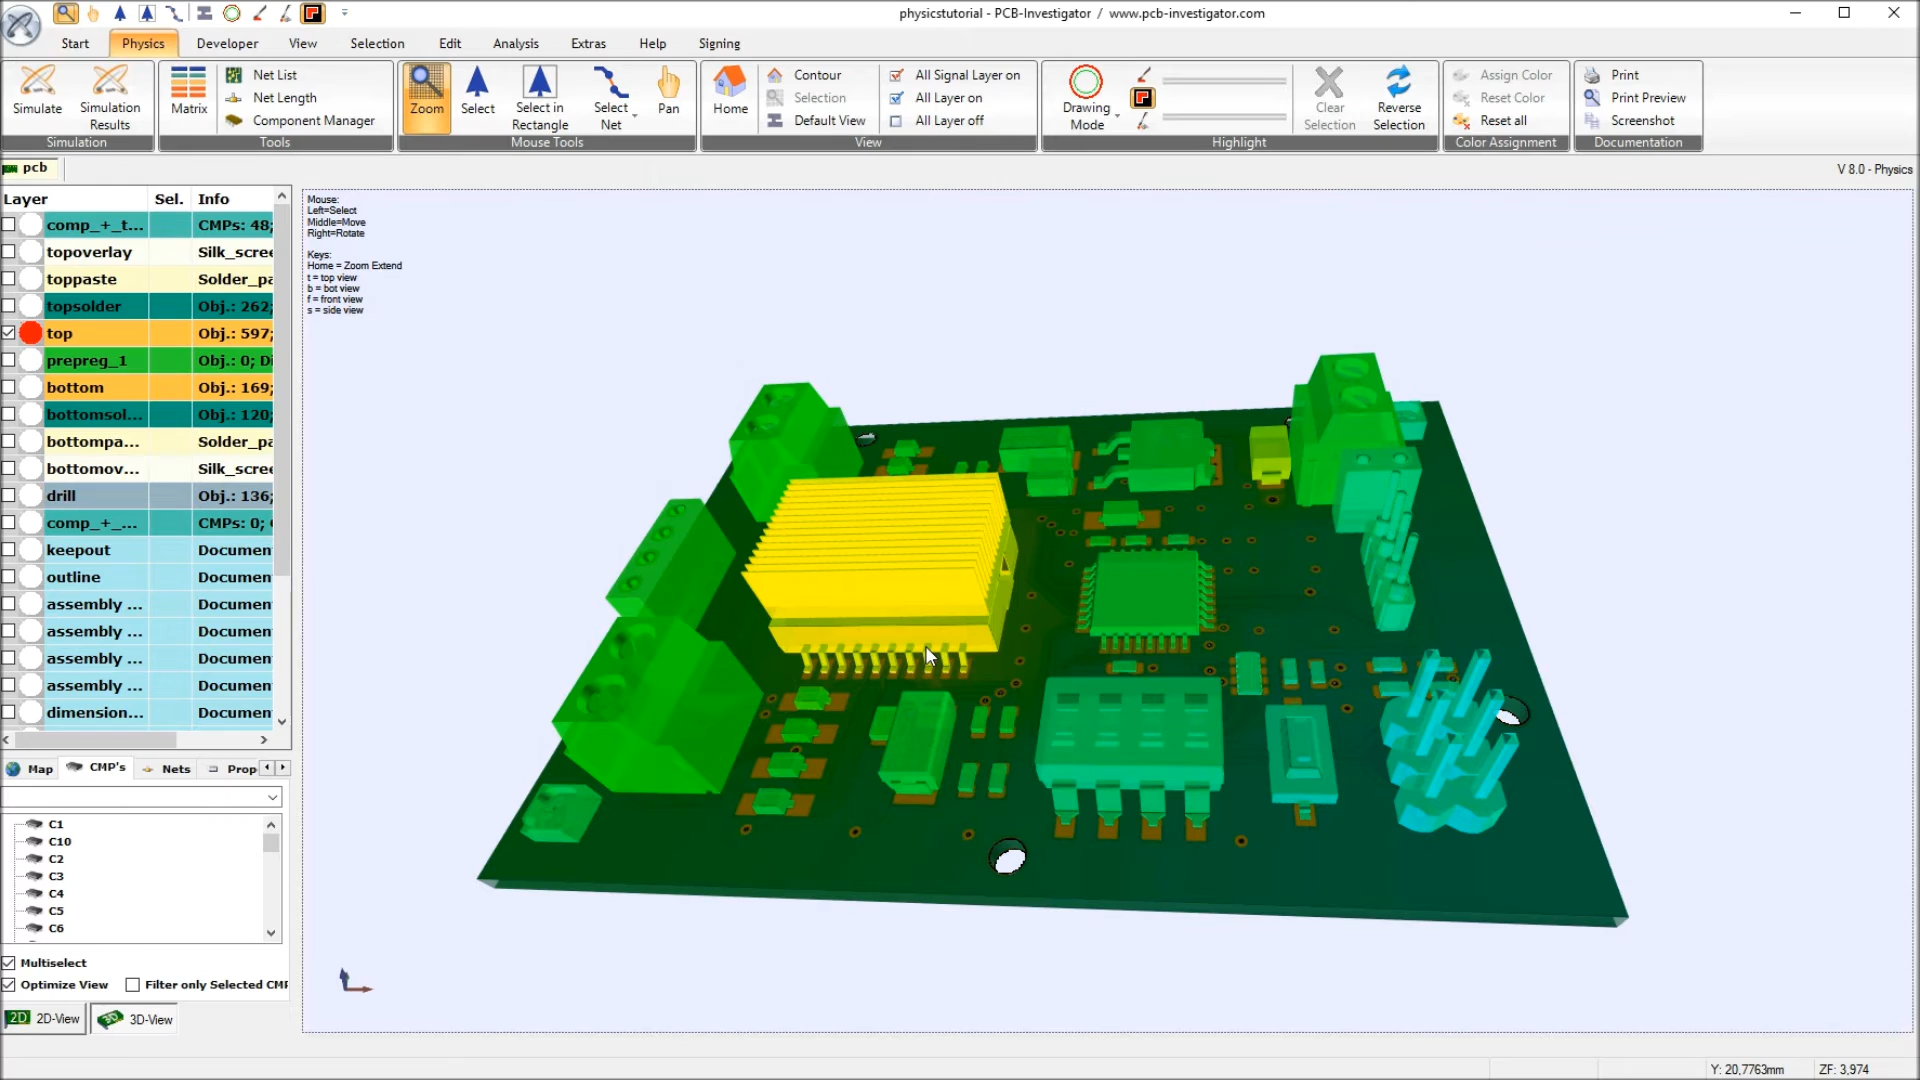 physicstutorial - PCB-Investigator / www.pcb-investigator.com
Start Physics Developer View Selection Edit Analysis Extras Help Signing
Simulate
Simulation Results
Simulation
Matrix
Net List
Net Length
Component Manager
Tools
Zoom
Select
Select in Rectangle
Select Net
Pan
Mouse Tools
Home
Contour
Selection
Default View
All Signal Layer on
All Layer on
All Layer off
View
Drawing Mode
Clear Selection
Reverse Selection
Highlight
Assign Color
Reset Color
Reset all
Color Assignment
Print
Print Preview
Screenshot
Documentation
pcb
V 8.0 - Physics
Layer Sel. Info
comp_+_t... CMPs: 48;
topoverlay Silk_scree
toppaste Solder_pa
topsolder Obj.: 262;
top Obj.: 597;
prepreg_1 Obj.: 0; Di
bottom Obj.: 169;
bottomsol... Obj.: 120;
bottompa... Solder_pa
bottomov... Silk_scree
drill Obj.: 136;
comp_+_... CMPs: 0;
keepout Documen
outline Documen
assembly ... Documen
assembly ... Documen
assembly ... Documen
assembly ... Documen
dimension... Documen
Mouse:
Left=Select
Middle=Move
Right=Rotate
Keys:
Home = Zoom Extend
t = top view
b = bot view
f = front view
s = side view
Map CMP's Nets Prop
C1
C10
C2
C3
C4
C5
C6
Multiselect
Optimize View Filter only Selected CMP
2D 2D-View 3D 3D-View
Y: 20,7763mm ZF: 3,974